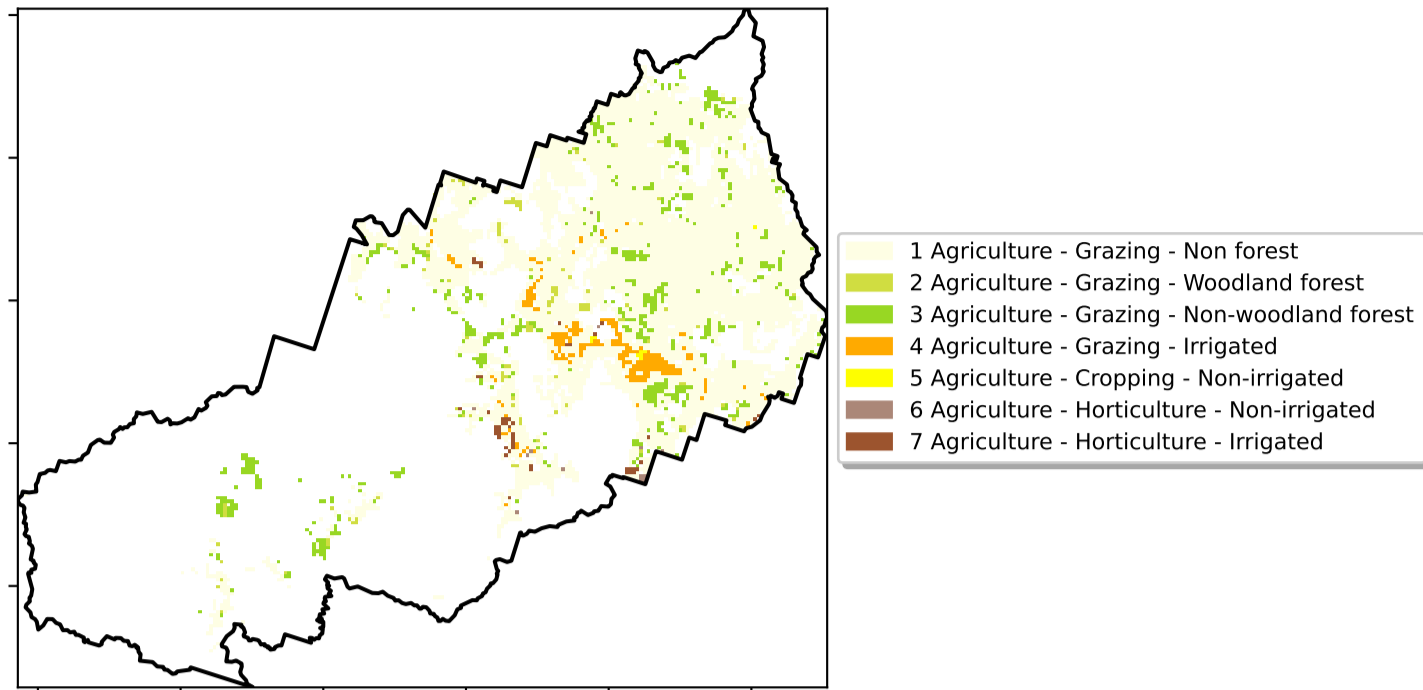 1 Agriculture - Grazing - Non forest
2 Agriculture - Grazing - Woodland forest
3 Agriculture - Grazing - Non-woodland forest
4 Agriculture - Grazing - Irrigated
5 Agriculture - Cropping - Non-irrigated
6 Agriculture - Horticulture - Non-irrigated
7 Agriculture - Horticulture - Irrigated